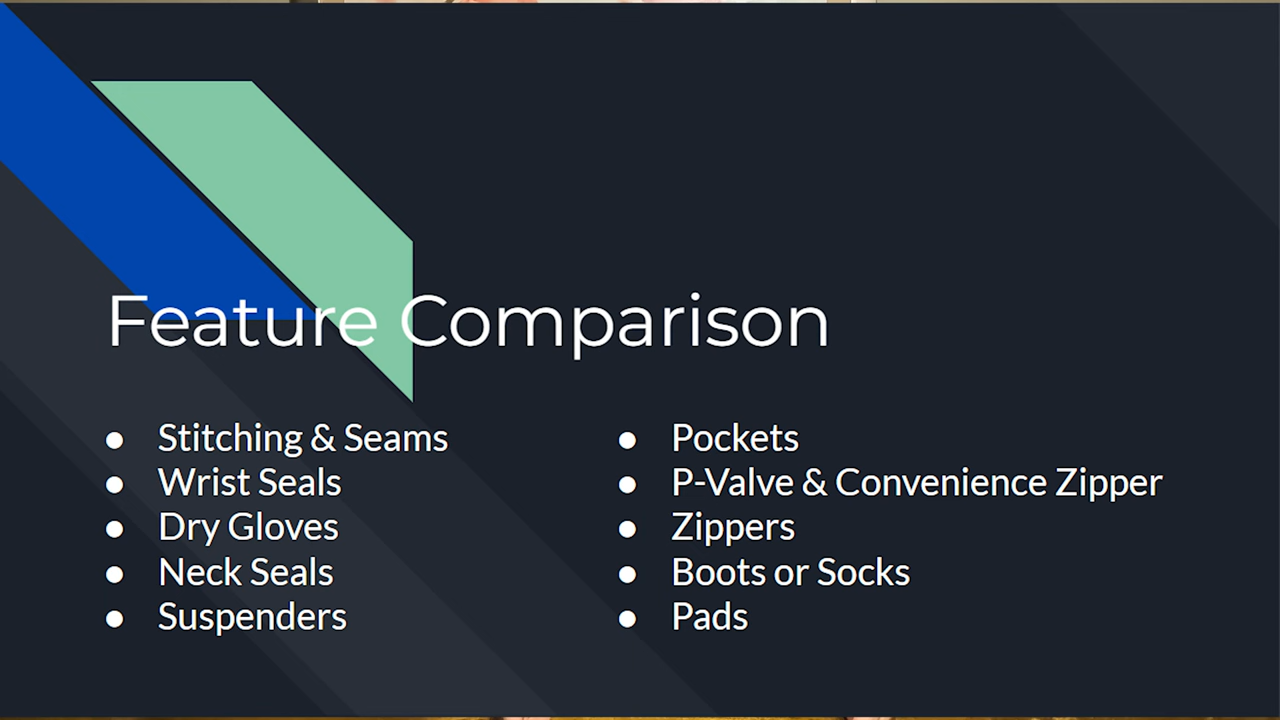 Feature Comparison
● Stitching & Seams
● Wrist Seals
● Dry Gloves
● Neck Seals
● Suspenders
● Pockets
● P-Valve & Convenience Zipper
● Zippers
● Boots or Socks
● Pads